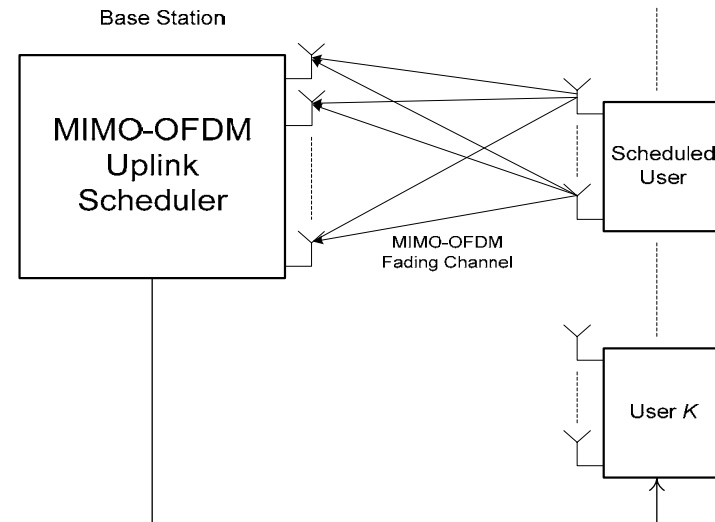 Base Station
MIMO-OFDM
Uplink
Scheduler
Scheduled
User
MIMO-OFDM
Fading Channel
User K